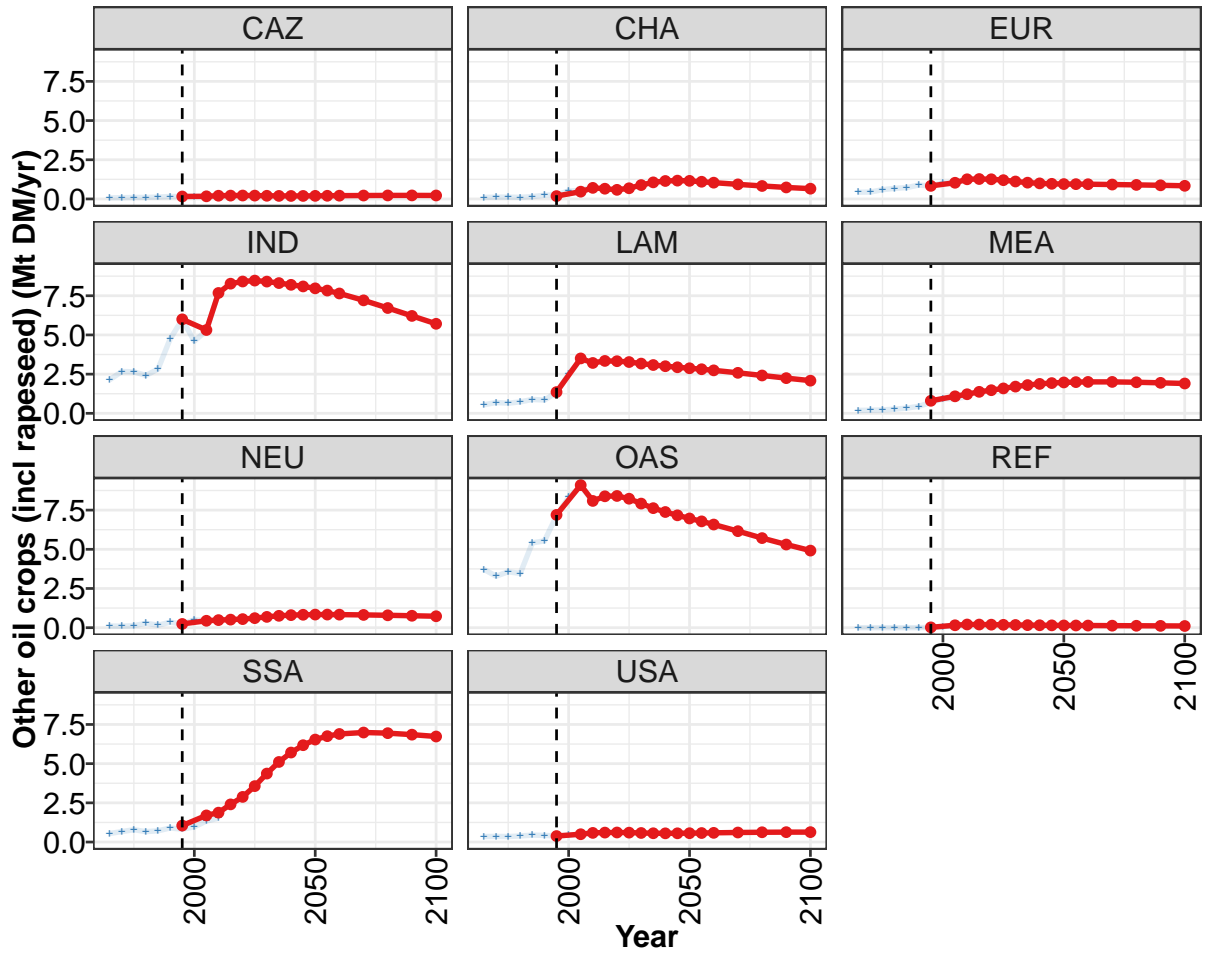 Other oil crops (incl rapeseed) (Mt DM/yr)
CAZ
CHA
EUR
7.5
5.0
2.5
0.0
IND
LAM
MEA
7.5
5.0
2.5
0.0
NEU
OAS
REF
7.5
5.0
2.5
0.0
2000
2050
2100
SSA
USA
7.5
5.0
2.5
0.0
2000
2050
2100
2000
2050
2100
Year